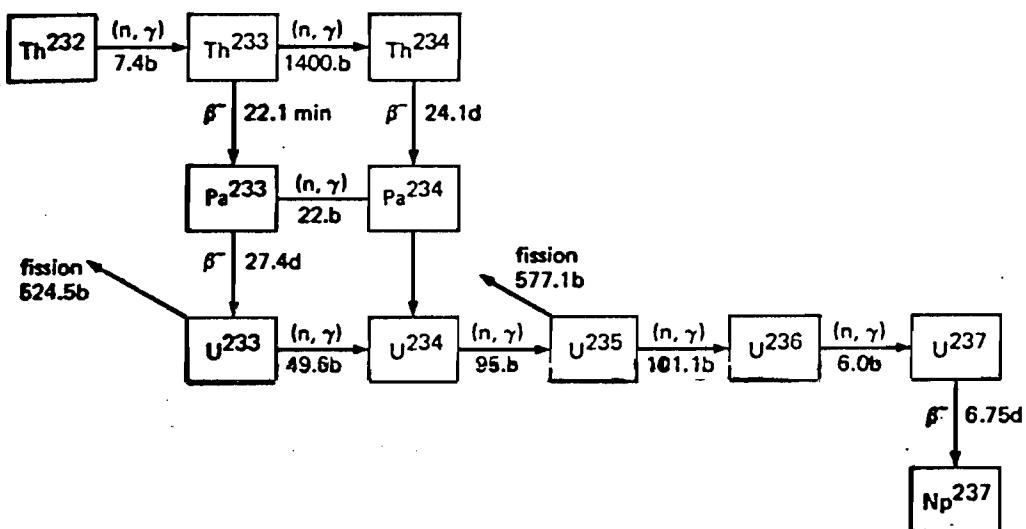 Th²³² (n, γ) 7.4b Th²³³ (n, γ) 1400.b Th²³⁴
β⁻ 22.1 min β⁻ 24.1d
Pa²³³ (n, γ) 22.b Pa²³⁴
β⁻ 27.4d
fission 524.5b
fission 577.1b
U²³³ (n, γ) 49.6b U²³⁴ (n, γ) 95.b U²³⁵ (n, γ) 101.1b U²³⁶ (n, γ) 6.0b U²³⁷
β⁻ 6.75d
Np²³⁷